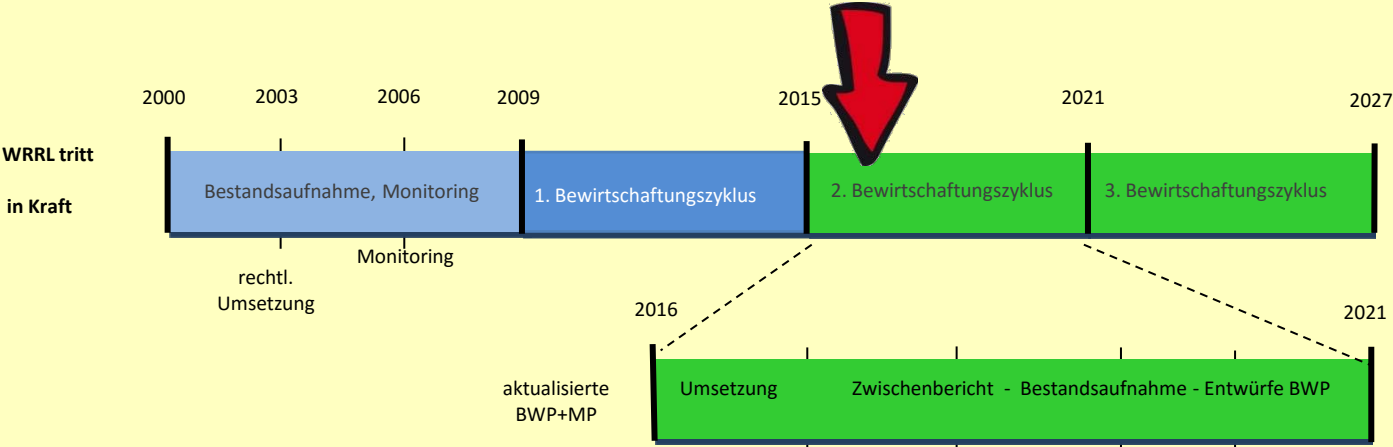 2000 2003 2006 2009 2015 2021 2027
WRRL tritt
in Kraft
Bestandsaufnahme, Monitoring
1. Bewirtschaftungszyklus
2. Bewirtschaftungszyklus
3. Bewirtschaftungszyklus
rechtl.
Umsetzung
Monitoring
2016
2021
aktualisierte
BWP+MP
Umsetzung
Zwischenbericht - Bestandsaufnahme - Entwürfe BWP